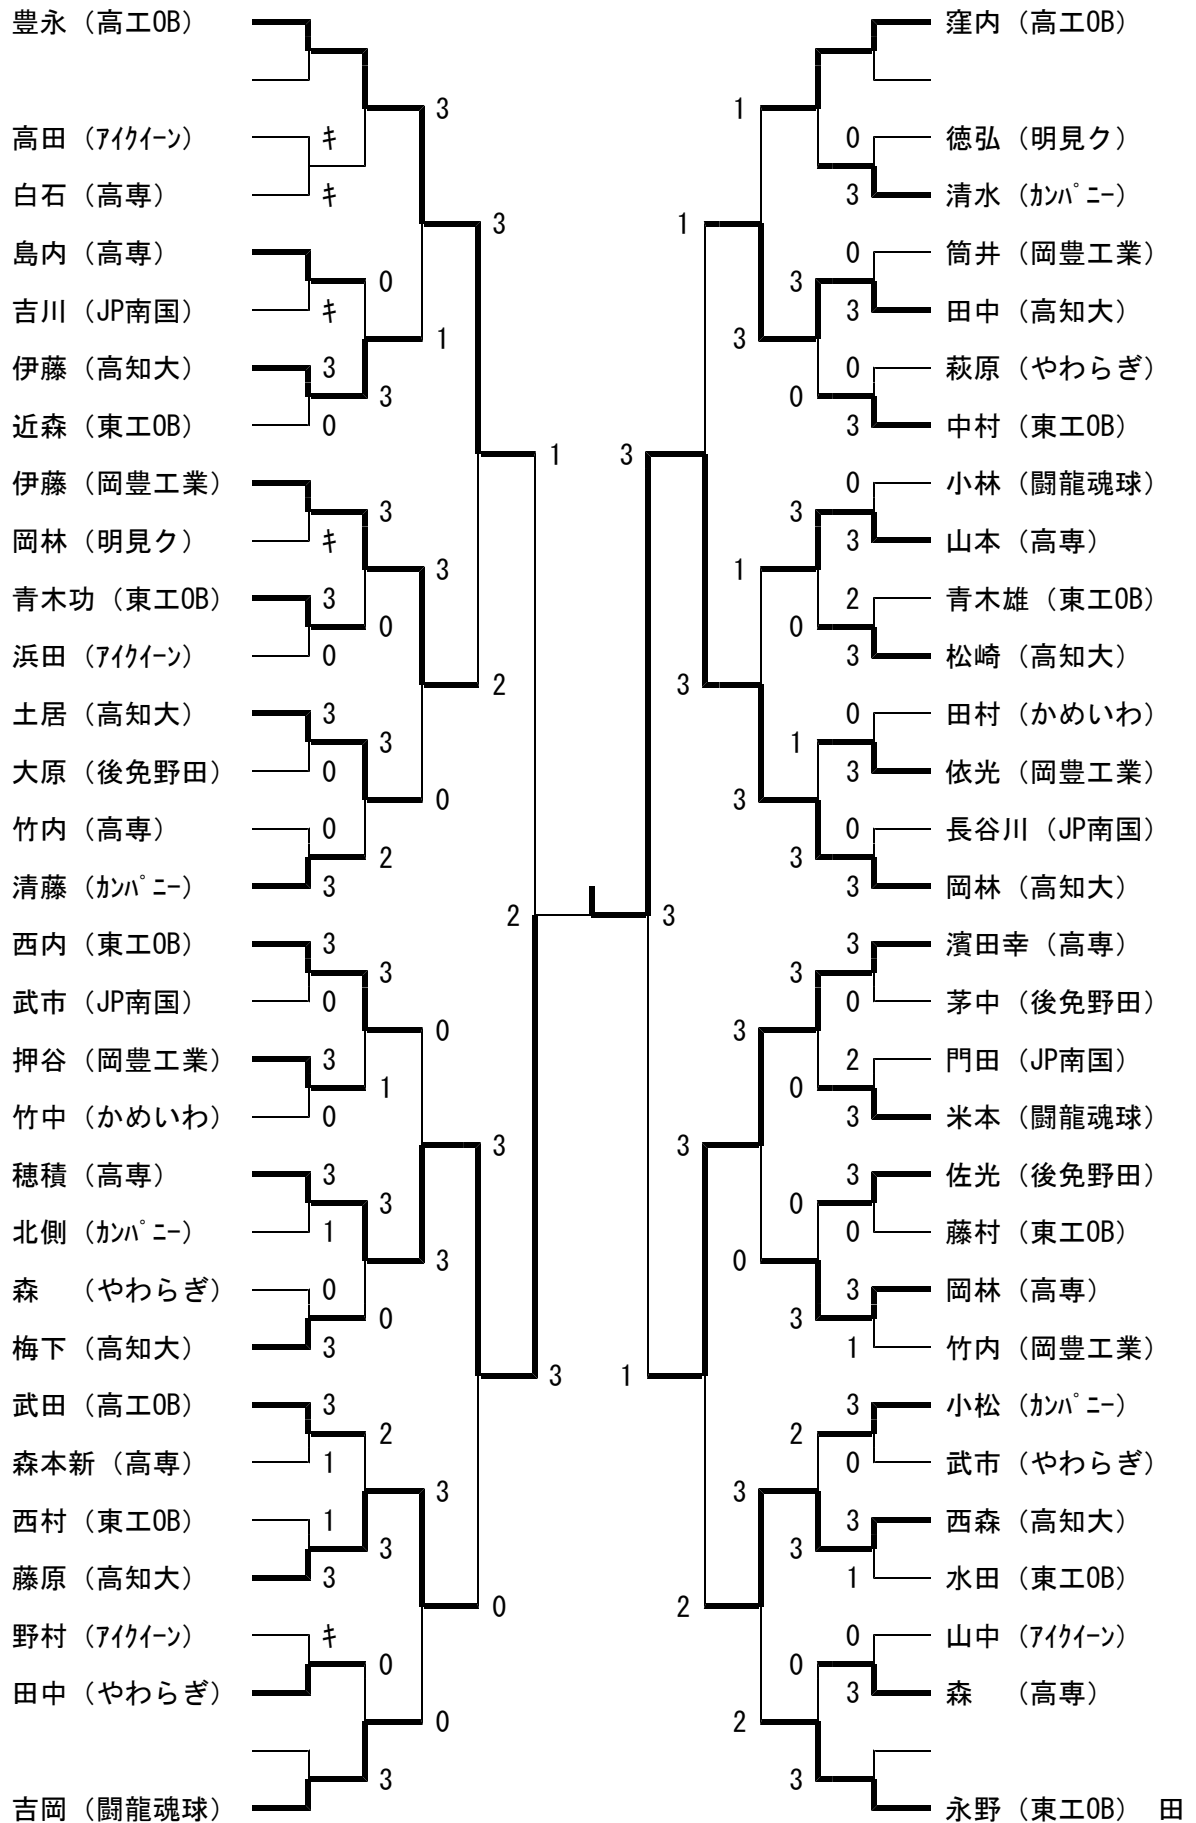 豊永（高工OB）
高田（ｱｲｸｲｰﾝ） ｷ
白石（高専） ｷ
島内（高専）
吉川（JP南国） ｷ
伊藤（高知大） 3
近森（東工OB） 0
伊藤（岡豊工業）
岡林（明見ク） ｷ
青木功（東工OB） 3
浜田（ｱｲｸｲｰﾝ） 0
土居（高知大） 3
大原（後免野田） 0
竹内（高専） 0
清藤（ｶﾝﾊﾟﾆｰ） 3
西内（東工OB） 3
武市（JP南国） 0
押谷（岡豊工業） 3
竹中（かめいわ） 0
穂積（高専） 3
北側（ｶﾝﾊﾟﾆｰ） 1
森　（やわらぎ） 0
梅下（高知大） 3
武田（高工OB） 3
森本新（高専） 1
西村（東工OB） 1
藤原（高知大） 3
野村（ｱｲｸｲｰﾝ） ｷ
田中（やわらぎ）
吉岡（闘龍魂球）
0
3
3
0
3
2
3
1
3
0
2
3
0
3
3
1
3
0
0
3
3
0
3
2
3
0
1
3
2
3
3
1
1
3
3
2
1
3
1
3
3
0
3
2
3
0
3
0
1
3
3
0
0
3
2
3
0
3
窪内（高工OB）
0 徳弘（明見ク）
3 清水（ｶﾝﾊﾟﾆｰ）
0 筒井（岡豊工業）
3 田中（高知大）
0 萩原（やわらぎ）
3 中村（東工OB）
0 小林（闘龍魂球）
3 山本（高専）
2 青木雄（東工OB）
3 松崎（高知大）
0 田村（かめいわ）
3 依光（岡豊工業）
0 長谷川（JP南国）
3 岡林（高知大）
3 濱田幸（高専）
0 茅中（後免野田）
2 門田（JP南国）
3 米本（闘龍魂球）
3 佐光（後免野田）
0 藤村（東工OB）
3 岡林（高専）
1 竹内（岡豊工業）
3 小松（ｶﾝﾊﾟﾆｰ）
0 武市（やわらぎ）
3 西森（高知大）
1 水田（東工OB）
0 山中（ｱｲｸｲｰﾝ）
3 森　（高専）
永野（東工OB）　田